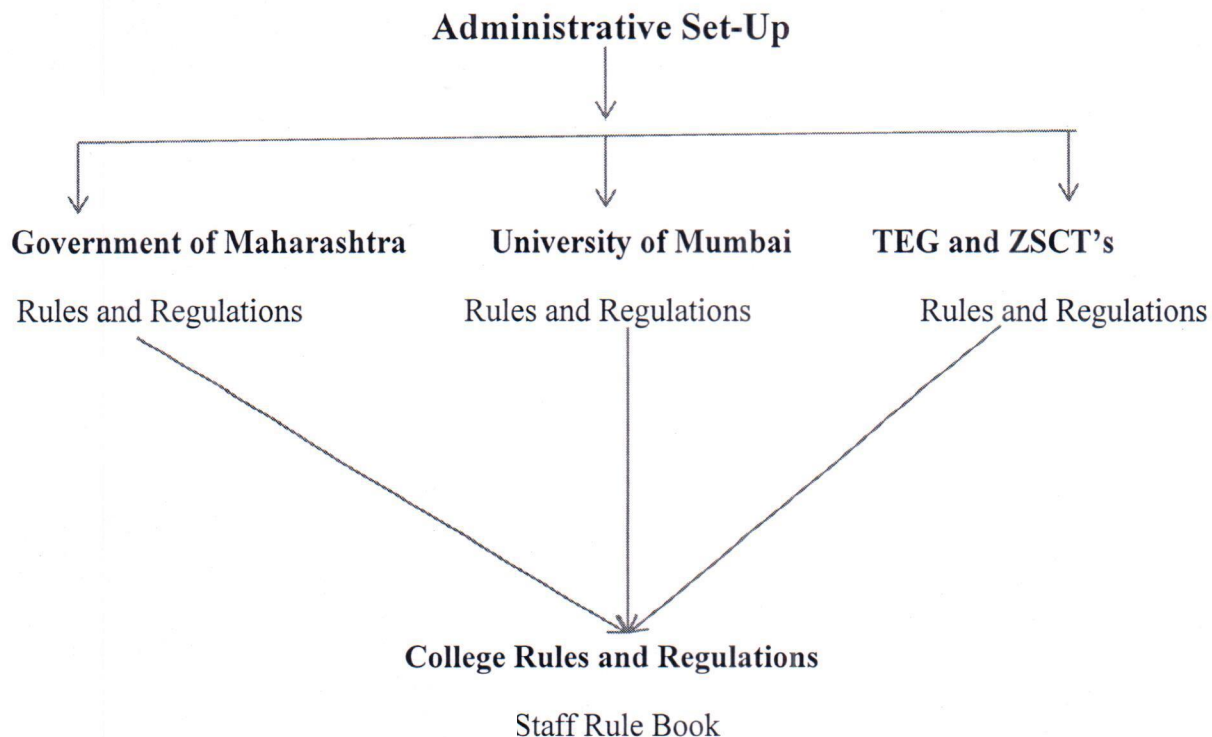 Administrative Set-Up
Government of Maharashtra
University of Mumbai
TEG and ZSCT’s
Rules and Regulations
Rules and Regulations
Rules and Regulations
College Rules and Regulations
Staff Rule Book